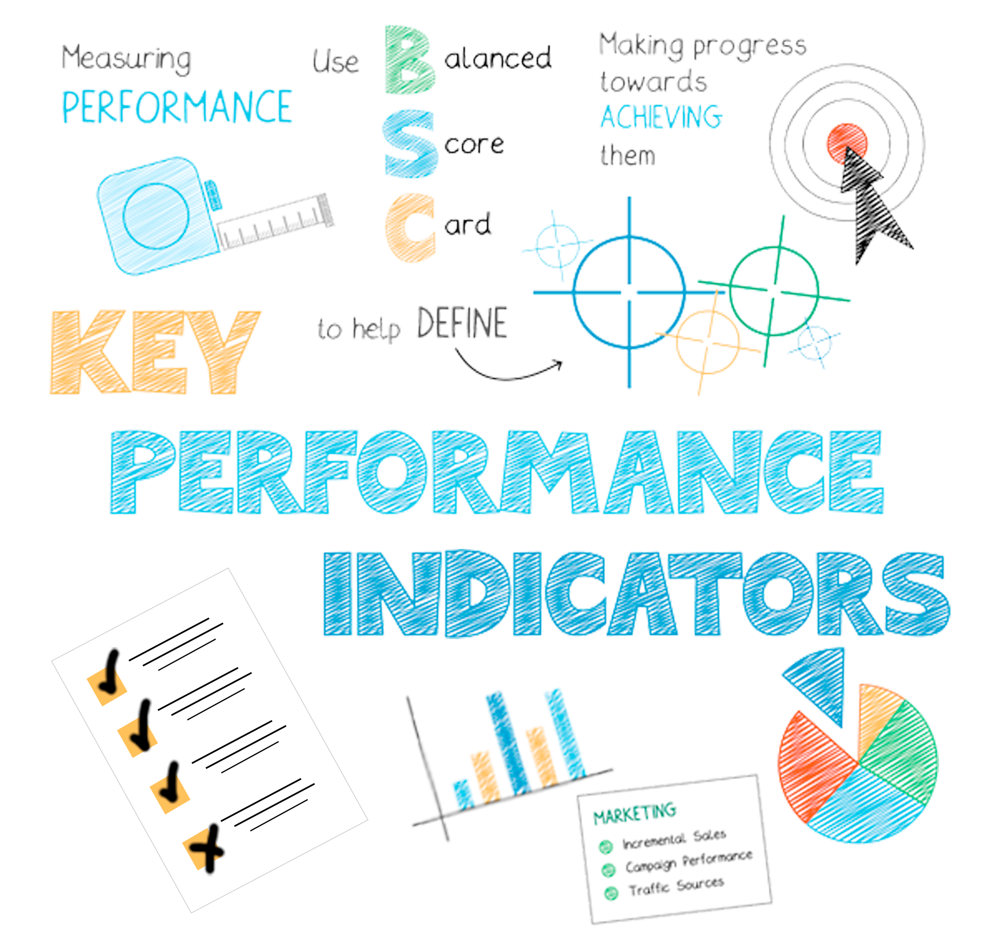 Measuring
PERFORMANCE
Use Balanced
Score
Card
Making progress
towards
ACHIEVING
them
to help DEFINE
KEY
PERFORMANCE
INDICATORS
MARKETING
Incremental Sales
Campaign Performance
Traffic Sources